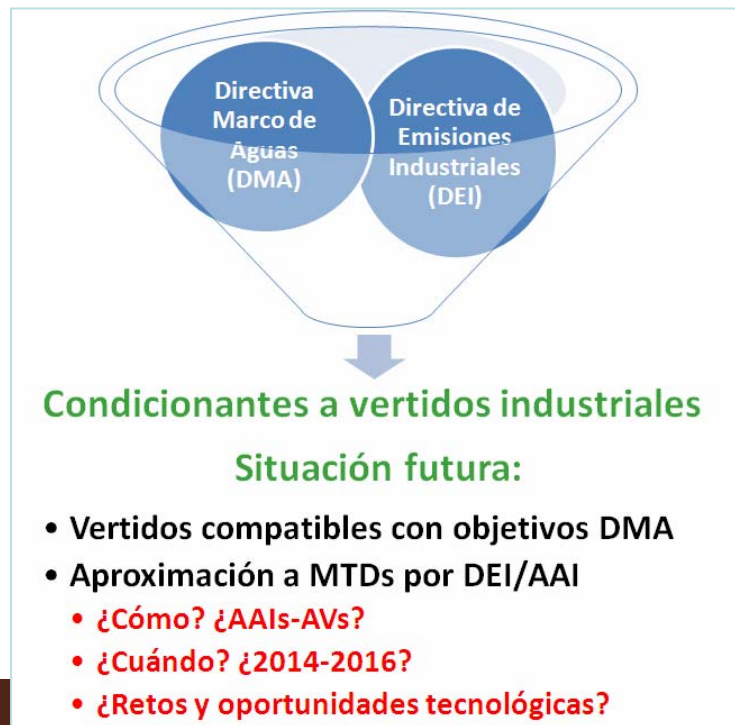 Directiva
Marco de
Aguas
(DMA)
Directiva de
Emisiones
Industriales
(DEI)
Condicionantes a vertidos industriales
Situación futura:
• Vertidos compatibles con objetivos DMA
• Aproximación a MTDs por DEI/AAI
• ¿Cómo? ¿AAIs-AVs?
• ¿Cuándo? ¿2014-2016?
• ¿Retos y oportunidades tecnológicas?